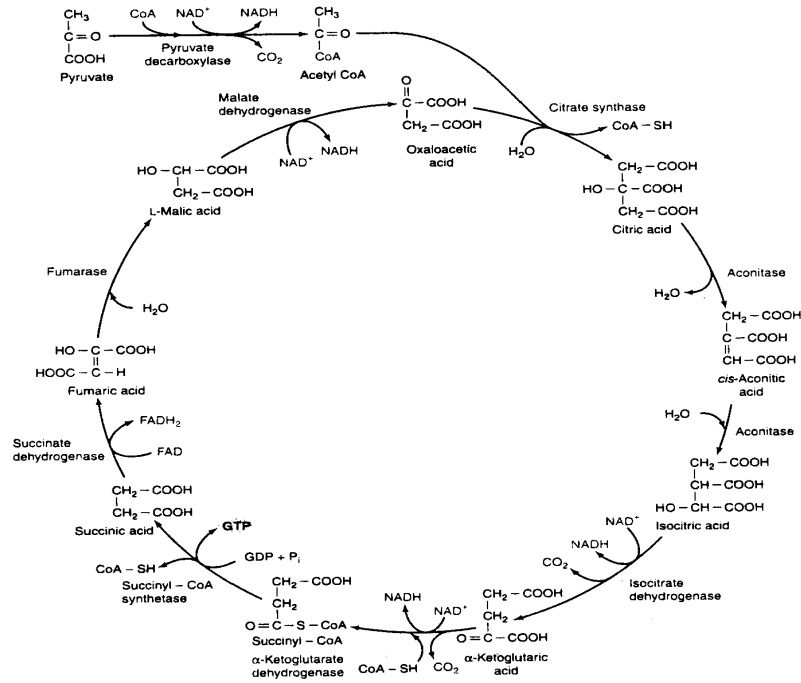 CH₃
C=O
COOH
Pyruvate
CoA
NAD⁺
NADH
Pyruvate
decarboxylase
CO₂
CH₃
C=O
CoA
Acetyl CoA
Citrate synthase
H₂O
CoA – SH
O
C – COOH
CH₂ – COOH
Oxaloacetic
acid
Malate
dehydrogenase
NAD⁺
NADH
CH₂ – COOH
HO – C – COOH
CH₂ – COOH
Citric acid
Aconitase
H₂O
CH₂ – COOH
C – COOH
CH – COOH
cis-Aconitic
acid
H₂O
Aconitase
CH₂ – COOH
CH – COOH
HO – CH – COOH
Isocitric acid
NAD⁺
NADH
CO₂
Isocitrate
dehydrogenase
CH₂ – COOH
CH₂
O = C – COOH
α-Ketoglutaric
acid
NADH
NAD⁺
CoA – SH
CO₂
α-Ketoglutarate
dehydrogenase
CH₂ – COOH
CH₂
O = C – S – CoA
Succinyl – CoA
GTP
GDP + Pᵢ
CoA – SH
Succinyl – CoA
synthetase
CH₂ – COOH
CH₂ – COOH
Succinic acid
FADH₂
FAD
Succinate
dehydrogenase
HO – C – COOH
HOOC – C – H
Fumaric acid
Fumarase
H₂O
HO – CH – COOH
CH₂ – COOH
L-Malic acid